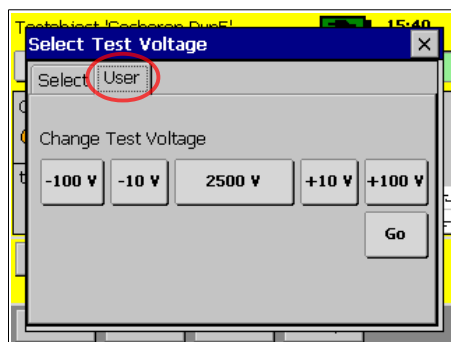 15:40
Select Test Voltage
Select User
Change Test Voltage
-100 V -10 V 2500 V +10 V +100 V
Go